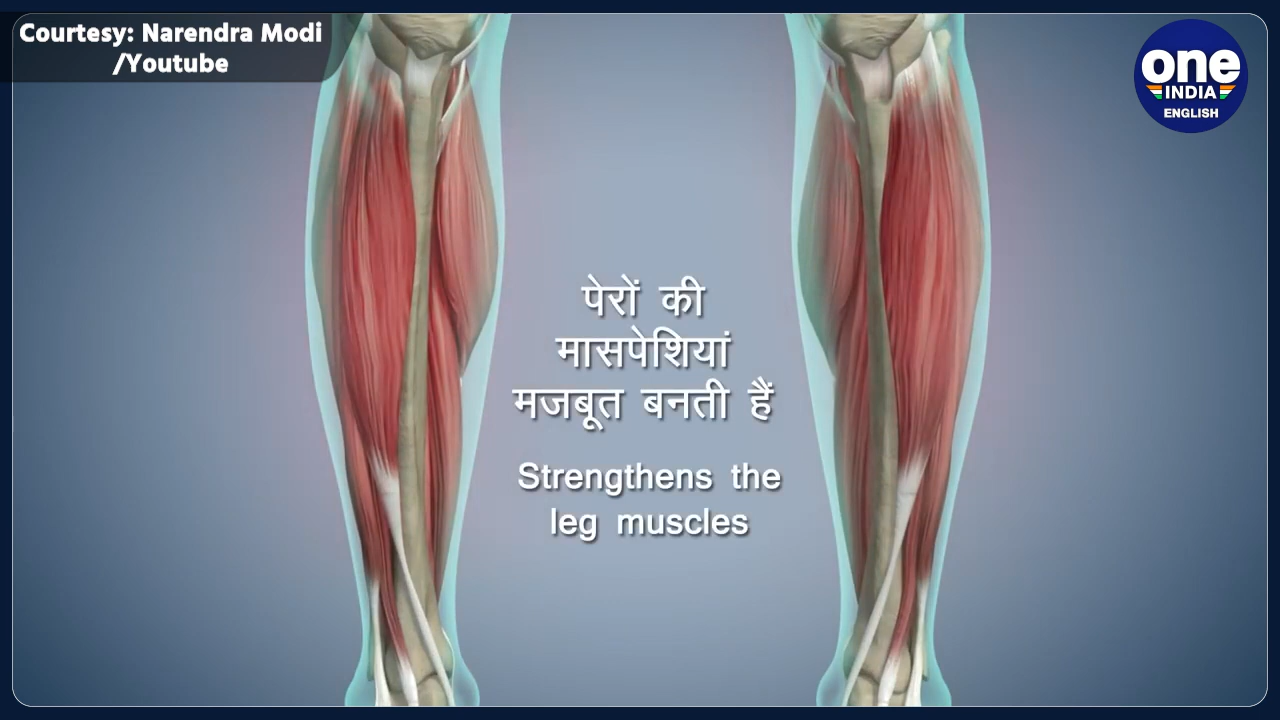 Courtesy: Narendra Modi
/Youtube
one
INDIA
ENGLISH
पेरों की
मासपेशियां
मजबूत बनती हैं
Strengthens the
leg muscles